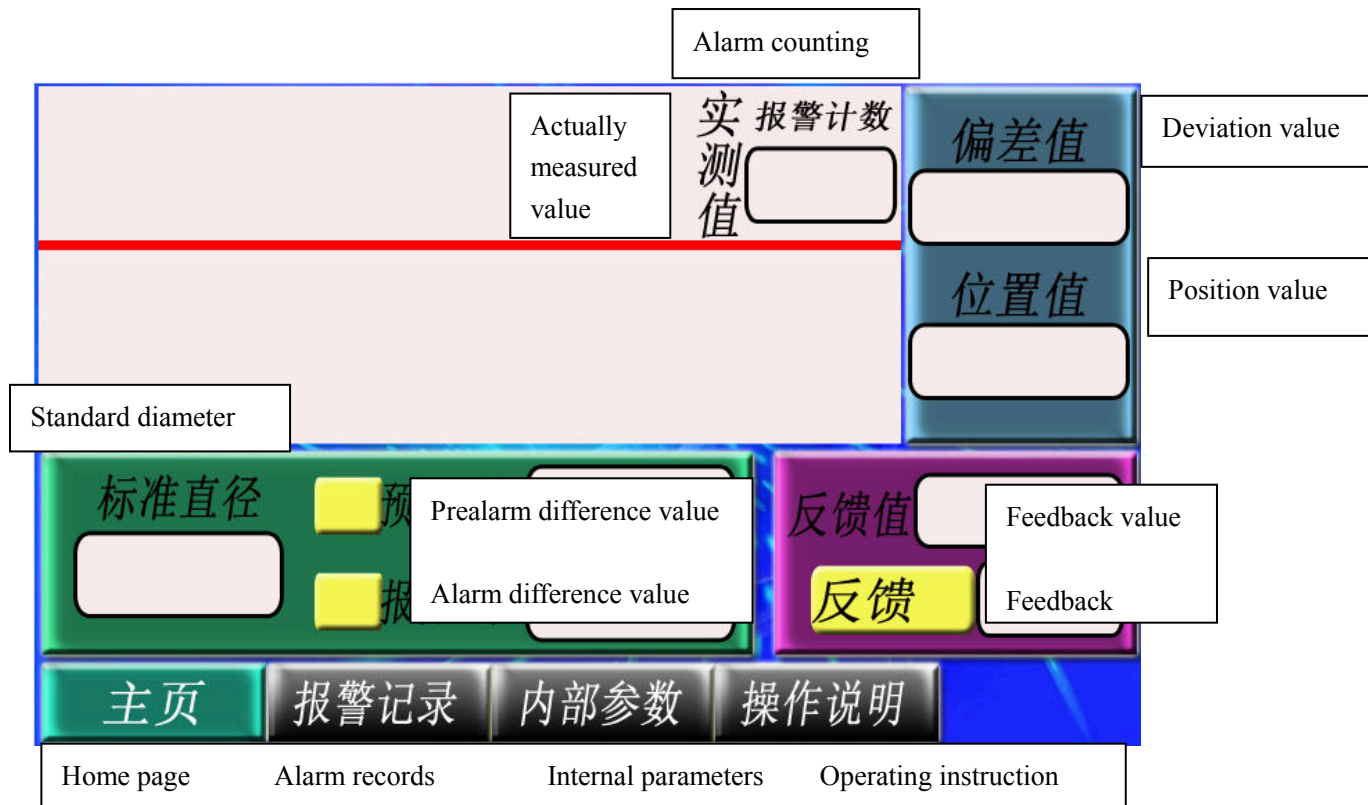 Alarm counting
Actually
measured
value
实测值
报警计数
偏差值
Deviation value
位置值
Position value
Standard diameter
标准直径
预
Prealarm difference value
报
Alarm difference value
反馈值
Feedback value
反馈
Feedback
主页
报警记录
内部参数
操作说明
Home page
Alarm records
Internal parameters
Operating instruction